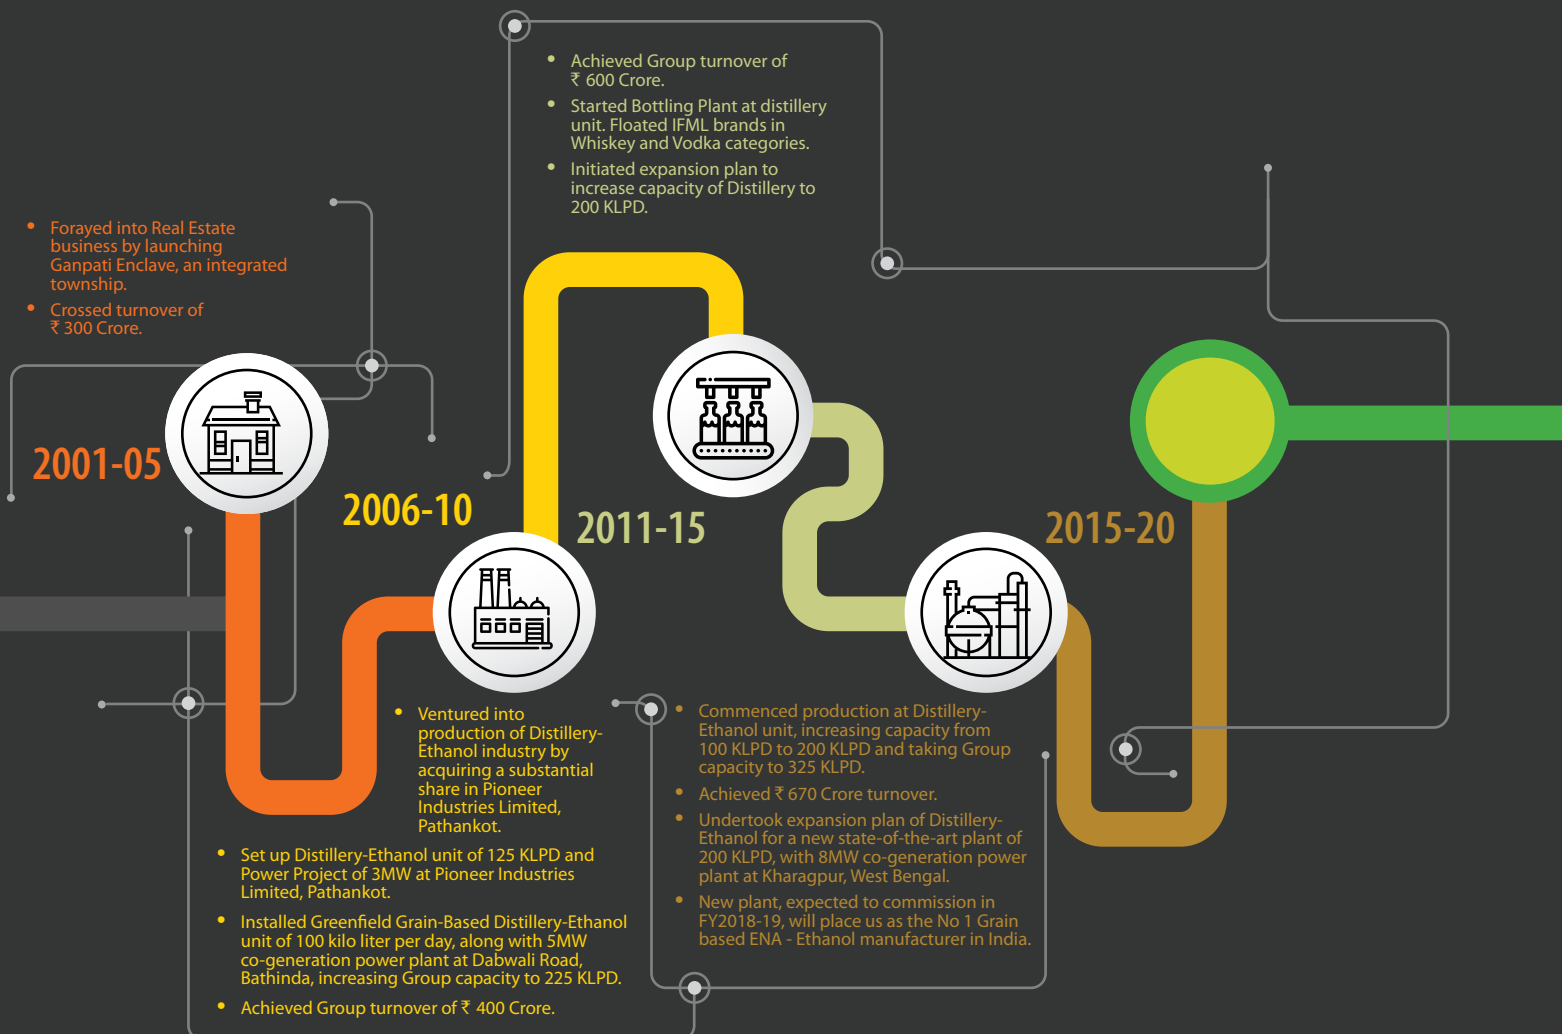 • Forayed into Real Estate
business by launching
Ganpati Enclave, an integrated
township.
• Crossed turnover of
₹ 300 Crore.
2001-05
2006-10
• Ventured into
production of Distillery-
Ethanol industry by
acquiring a substantial
share in Pioneer
Industries Limited,
Pathankot.
• Set up Distillery-Ethanol unit of 125 KLPD and
Power Project of 3MW at Pioneer Industries
Limited, Pathankot.
• Installed Greenfield Grain-Based Distillery-Ethanol
unit of 100 kilo liter per day, along with 5MW
co-generation power plant at Dabwali Road,
Bathinda, increasing Group capacity to 225 KLPD.
• Achieved Group turnover of ₹ 400 Crore.
• Achieved Group turnover of
₹ 600 Crore.
• Started Bottling Plant at distillery
unit. Floated IFML brands in
Whiskey and Vodka categories.
• Initiated expansion plan to
increase capacity of Distillery to
200 KLPD.
2011-15
2015-20
• Commenced production at Distillery-
Ethanol unit, increasing capacity from
100 KLPD to 200 KLPD and taking Group
capacity to 325 KLPD.
• Achieved ₹ 670 Crore turnover.
• Undertook expansion plan of Distillery-
Ethanol for a new state-of-the-art plant of
200 KLPD, with 8MW co-generation power
plant at Kharagpur, West Bengal.
• New plant, expected to commission in
FY2018-19, will place us as the No 1 Grain
based ENA - Ethanol manufacturer in India.